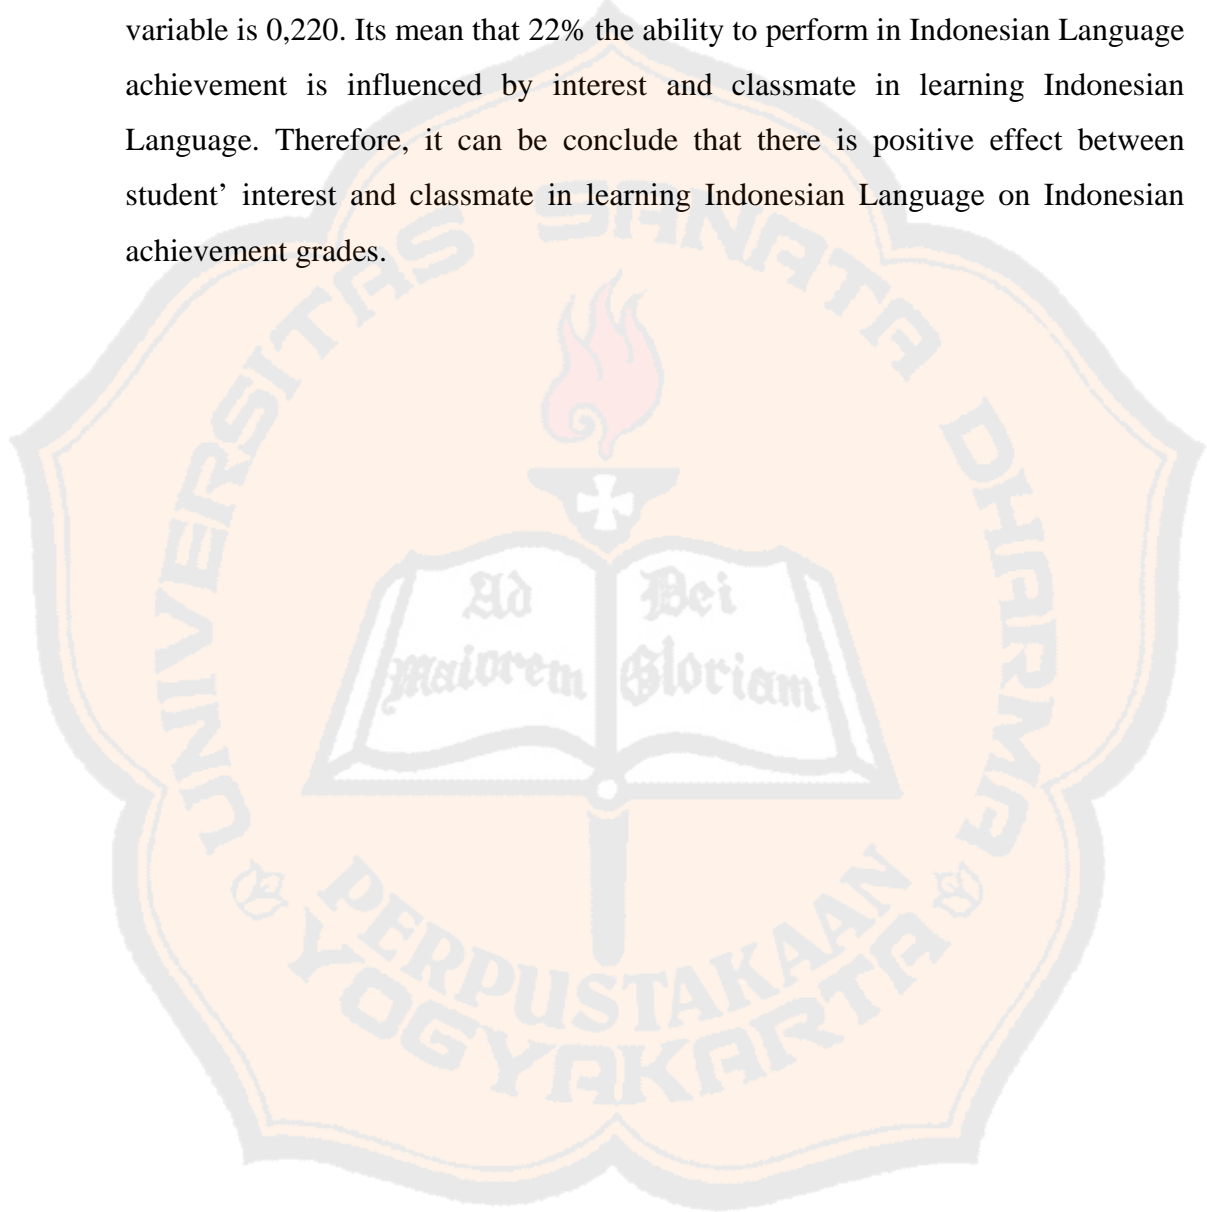 variable is 0,220. Its mean that 22% the ability to perform in Indonesian Language
achievement is influenced by interest and classmate in learning Indonesian
Language. Therefore, it can be conclude that there is positive effect between
student’ interest and classmate in learning Indonesian Language on Indonesian
achievement grades.
UNIVERSITAS SANATA DHARMA
Ad
Maiorem
Dei
Gloriam
PERPUSTAKAAN
YOGYAKARTA